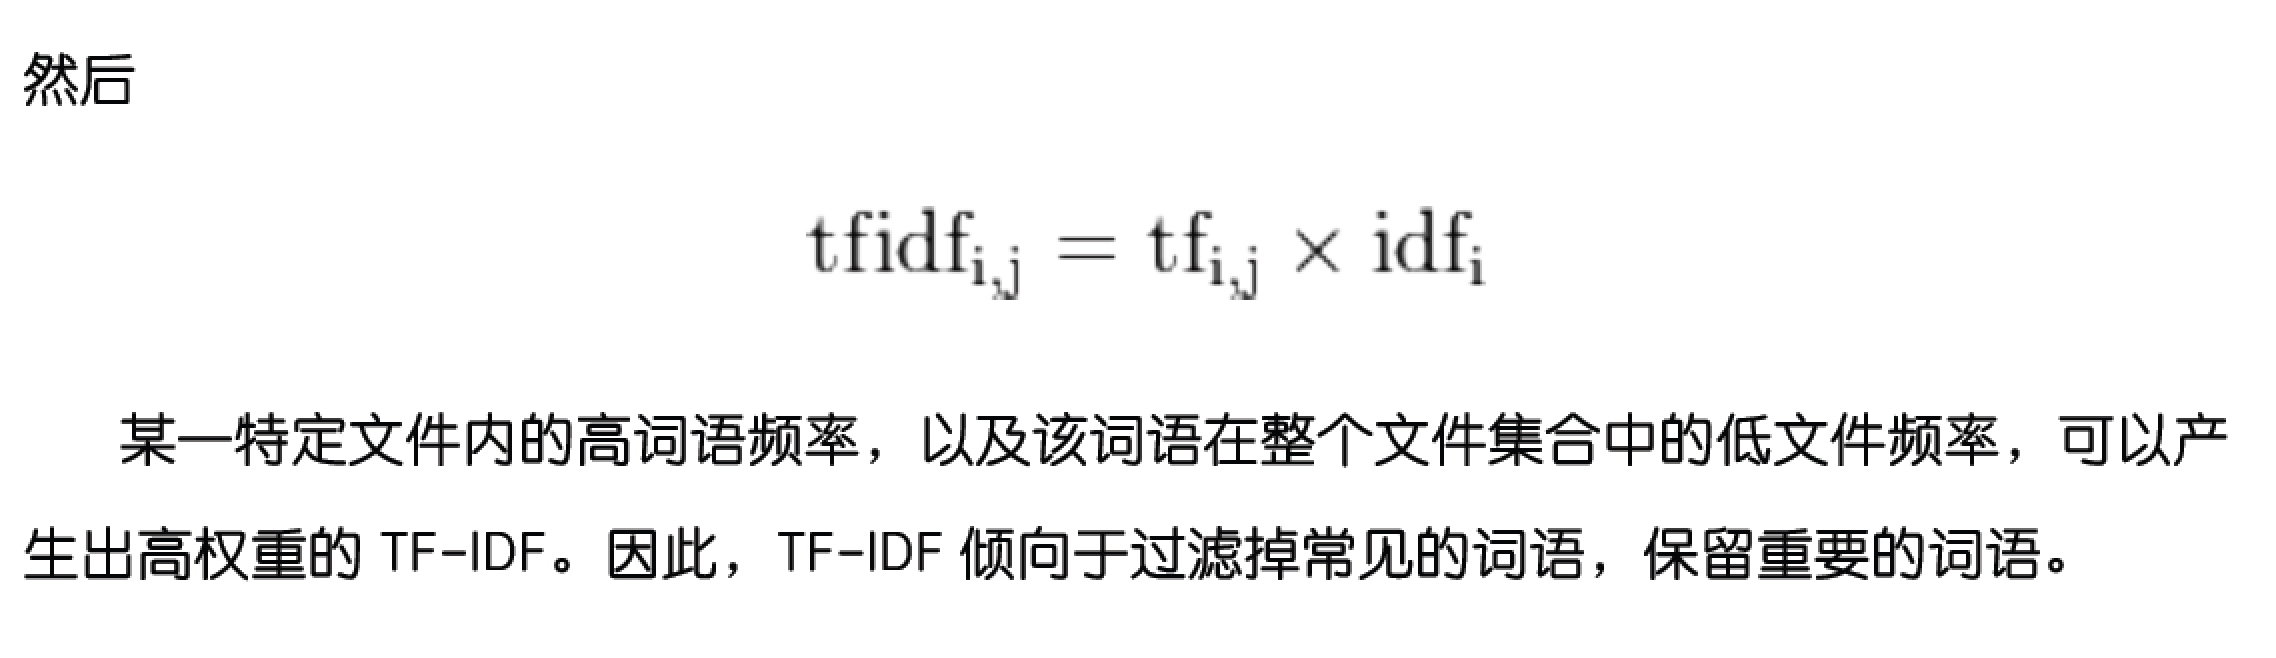 然后
tfidf_{i,j} = tf_{i,j} × idf_i
某一特定文件内的高词语频率，以及该词语在整个文件集合中的低文件频率，可以产
生出高权重的 TF-IDF。因此，TF-IDF 倾向于过滤掉常见的词语，保留重要的词语。